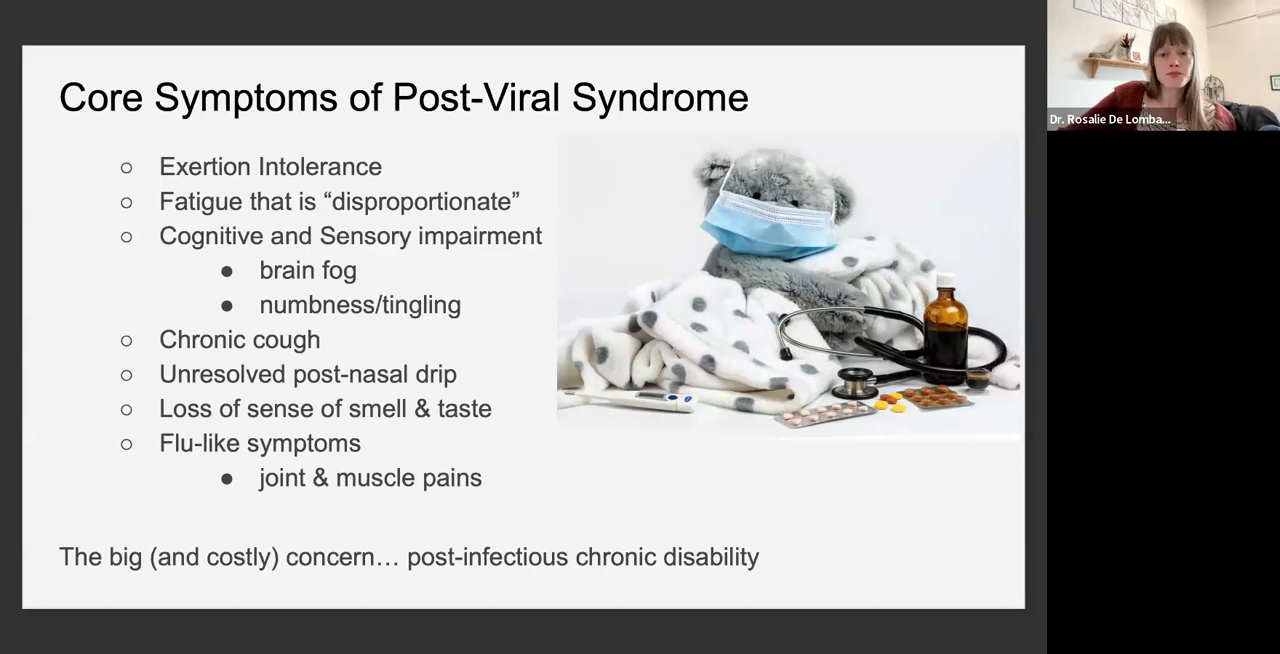 Core Symptoms of Post-Viral Syndrome
Exertion Intolerance
Fatigue that is “disproportionate”
Cognitive and Sensory impairment
brain fog
numbness/tingling
Chronic cough
Unresolved post-nasal drip
Loss of sense of smell & taste
Flu-like symptoms
joint & muscle pains
The big (and costly) concern… post-infectious chronic disability
Dr. Rosalie De Lomba...